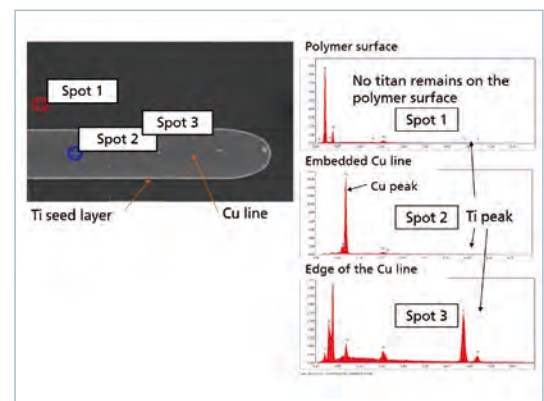 Polymer surface
No titan remains on the
polymer surface
Spot 1
Spot 1
Spot 3
Spot 2
Ti seed layer
Cu line
Embedded Cu line
Cu peak
Spot 2
Ti peak
Edge of the Cu line
Spot 3